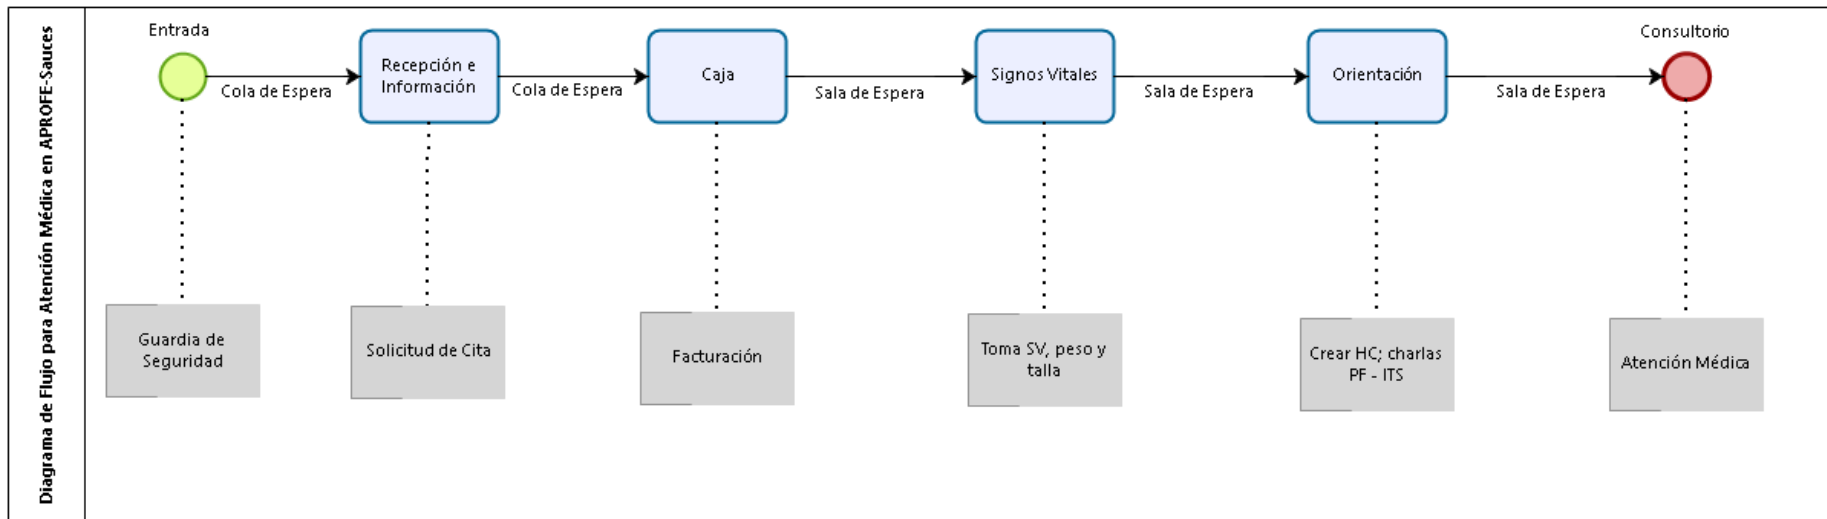 Diagrama de Flujo para Atención Médica en APROFE-Sauces
Entrada
Cola de Espera
Recepción e
Información
Cola de Espera
Caja
Sala de Espera
Signos Vitales
Sala de Espera
Orientación
Sala de Espera
Consultorio
Guardia de
Seguridad
Solicitud de Cita
Facturación
Toma SV, peso y
talla
Crear HC; charlas
PF - ITS
Atención Médica